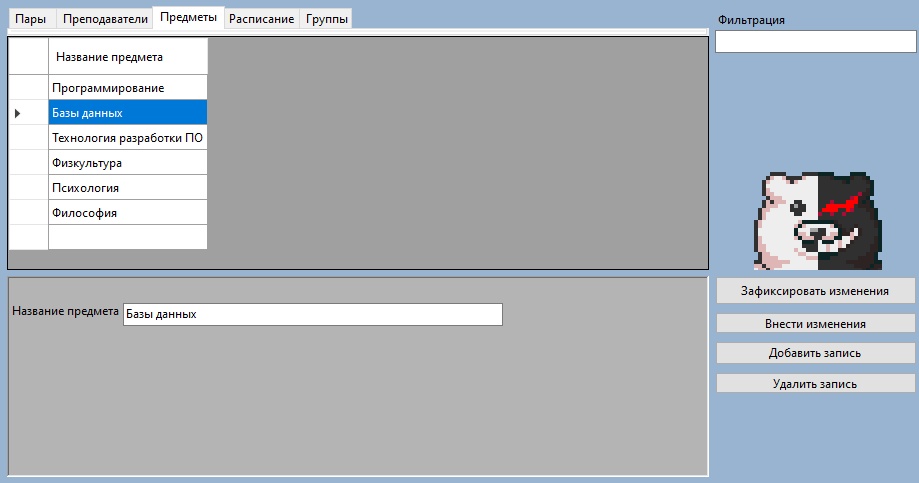 Пары Преподаватели Предметы Расписание Группы
Фильтрация
Название предмета
Программирование
Базы данных
Технология разработки ПО
Физкультура
Психология
Философия
Название предмета Базы данных
Зафиксировать изменения
Внести изменения
Добавить запись
Удалить запись